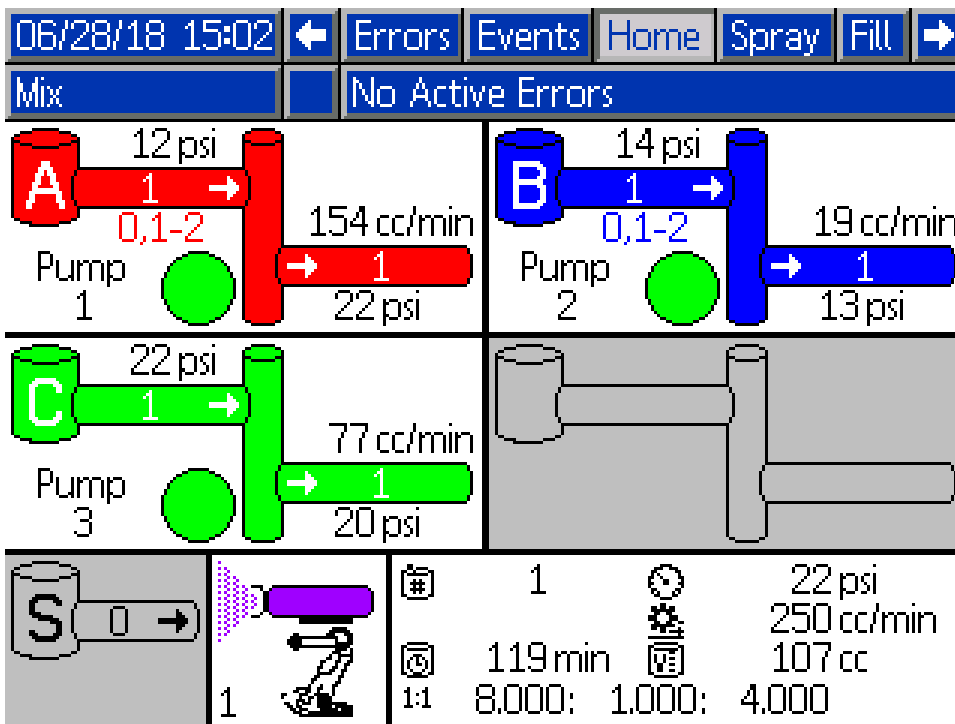 06/28/18 15:02 Errors Events Home Spray Fill
Mix No Active Errors
12 psi
A 1
0,1-2
154 cc/min
Pump
1
1
22 psi
14 psi
B 1
0,1-2
19 cc/min
Pump
2
1
13 psi
22 psi
C 1
77 cc/min
Pump
3
1
20 psi
S 0
1
# 1 22 psi
250 cc/min
119 min VE 107 cc
1:1 8.000: 1.000: 4.000